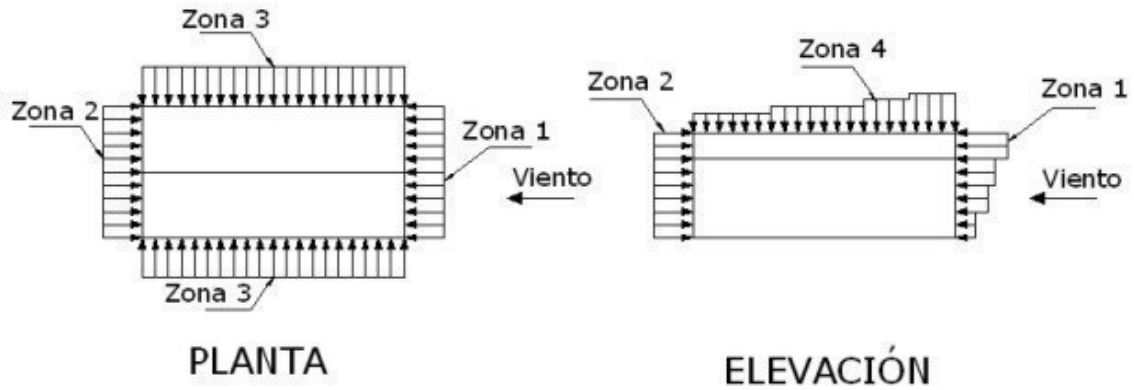 Zona 3
Zona 2
Zona 1
Viento
Zona 3
PLANTA
Zona 4
Zona 2
Zona 1
Viento
ELEVACIÓN